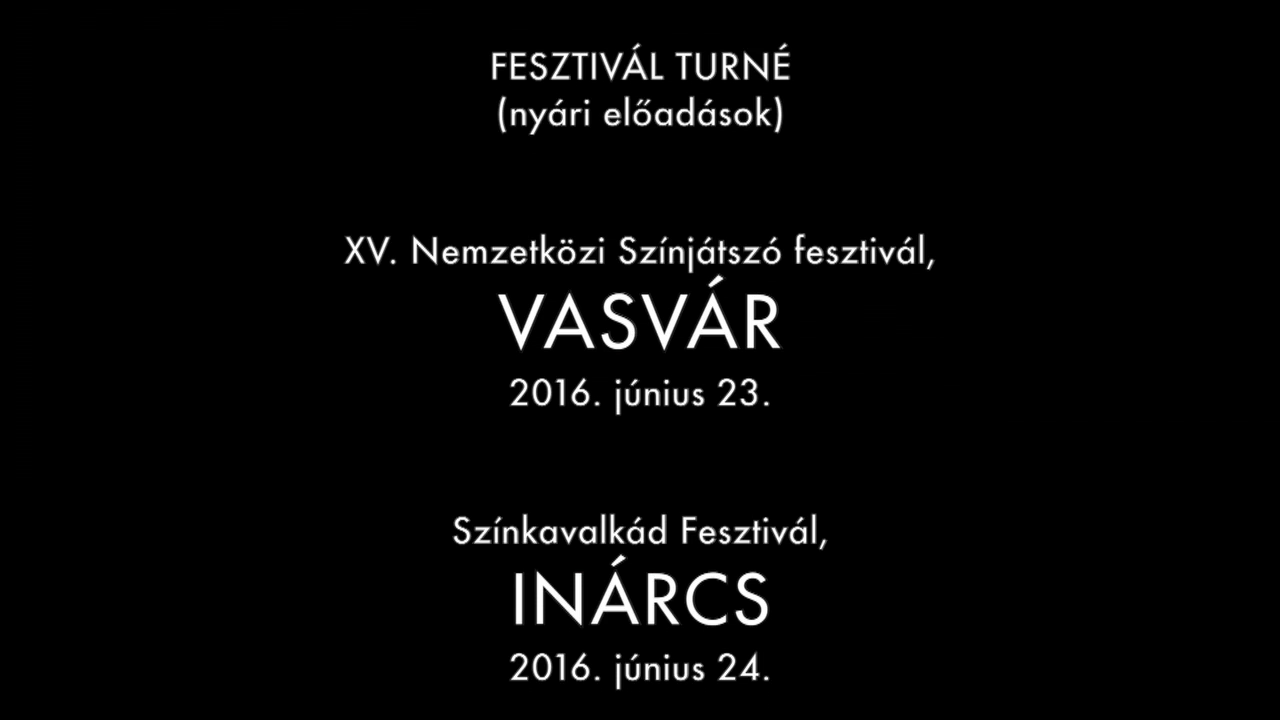 FESZTIVÁL TURNÉ
(nyári előadások)
XV. Nemzetközi Színjátszó fesztivál,
VASVÁR
2016. június 23.
Színkavalkád Fesztivál,
INÁRCS
2016. június 24.